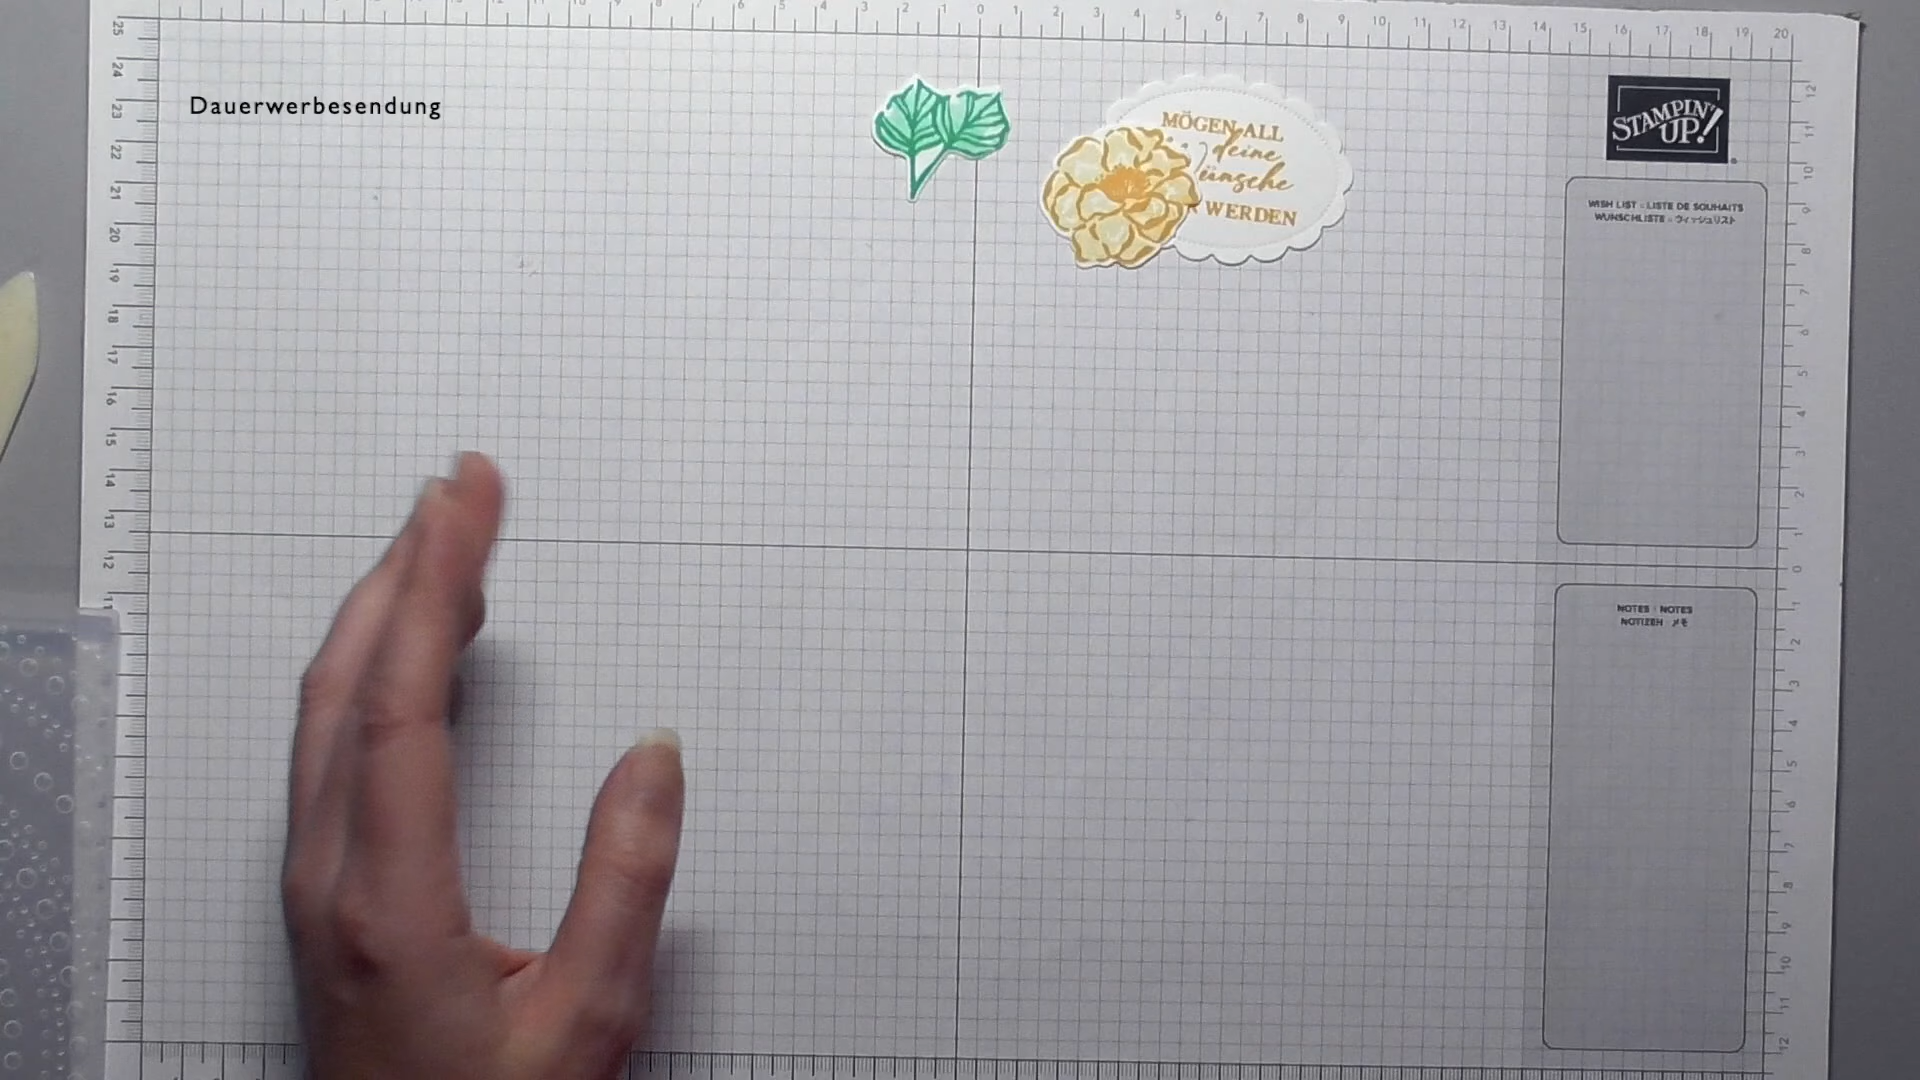 Dauerwerbesendung
MÖGEN ALL
deine
ünsche
WERDEN
STAMPIN'
UP!
WISH LIST · LISTE DE SOUHAITS
WUNSCHLISTE · ウィッシュリスト
NOTES · NOTES
NOTIZEN · メモ